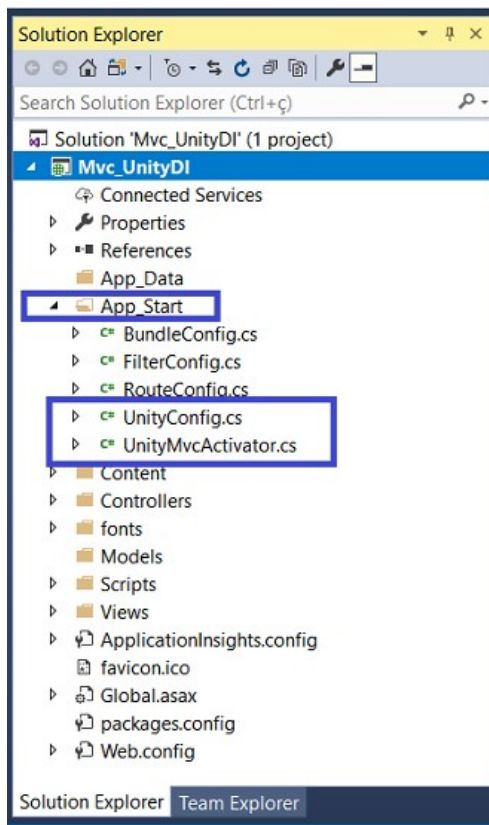 Solution Explorer
Search Solution Explorer (Ctrl+ç)
Solution 'Mvc_UnityDI' (1 project)
Mvc_UnityDI
Connected Services
Properties
References
App_Data
App_Start
C# BundleConfig.cs
C# FilterConfig.cs
C# RouteConfig.cs
C# UnityConfig.cs
C# UnityMvcActivator.cs
Content
Controllers
fonts
Models
Scripts
Views
ApplicationInsights.config
favicon.ico
Global.asax
packages.config
Web.config
Solution Explorer Team Explorer